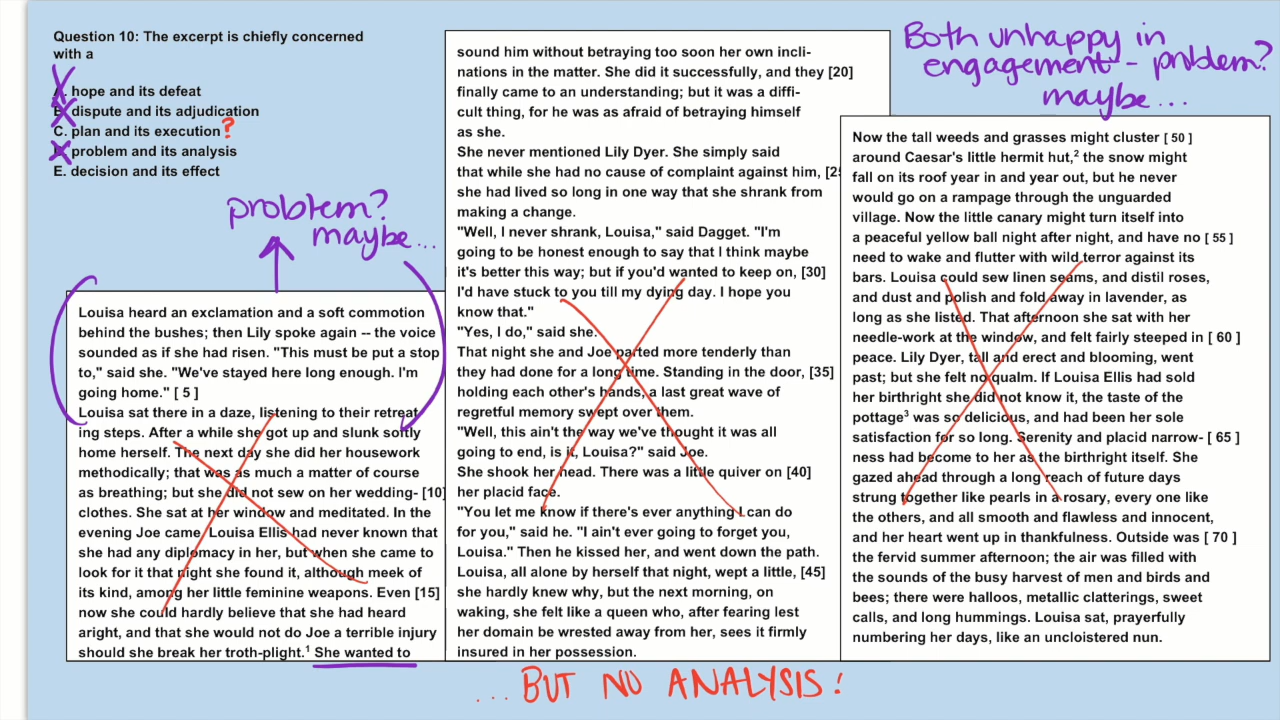 Question 10: The excerpt is chiefly concerned
with a
A. hope and its defeat
B. dispute and its adjudication
C. plan and its execution ?
D. problem and its analysis
E. decision and its effect
problem?
maybe...
Louisa heard an exclamation and a soft commotion
behind the bushes; then Lily spoke again -- the voice
sounded as if she had risen. "This must be put a stop
to," said she. "We've stayed here long enough. I'm
going home." [ 5 ]
Louisa sat there in a daze, listening to their retreat-
ing steps. After a while she got up and slunk softly
home herself. The next day she did her housework
methodically; that was as much a matter of course
as breathing; but she did not sew on her wedding- [10]
clothes. She sat at her window and meditated. In the
evening Joe came. Louisa Ellis had never known that
she had any diplomacy in her, but when she came to
look for it that night she found it, although meek of
its kind, among her little feminine weapons. Even [15]
now she could hardly believe that she had heard
aright, and that she would not do Joe a terrible injury
should she break her troth-plight.¹ She wanted to
sound him without betraying too soon her own incli-
nations in the matter. She did it successfully, and they [20]
finally came to an understanding; but it was a diffi-
cult thing, for he was as afraid of betraying himself
as she.
She never mentioned Lily Dyer. She simply said
that while she had no cause of complaint against him, [25
she had lived so long in one way that she shrank from
making a change.
"Well, I never shrank, Louisa," said Dagget. "I'm
going to be honest enough to say that I think maybe
it's better this way; but if you'd wanted to keep on, [30]
I'd have stuck to you till my dying day. I hope you
know that."
"Yes, I do," said she.
That night she and Joe parted more tenderly than
they had done for a long time. Standing in the door, [35]
holding each other's hands, a last great wave of
regretful memory swept over them.
"Well, this ain't the way we've thought it was all
going to end, is it, Louisa?" said Joe.
She shook her head. There was a little quiver on [40]
her placid face.
"You let me know if there's ever anything I can do
for you," said he. "I ain't ever going to forget you,
Louisa." Then he kissed her, and went down the path.
Louisa, all alone by herself that night, wept a little, [45]
she hardly knew why, but the next morning, on
waking, she felt like a queen who, after fearing lest
her domain be wrested away from her, sees it firmly
insured in her possession.
Both unhappy in
engagement - problem?
maybe...
Now the tall weeds and grasses might cluster [ 50 ]
around Caesar's little hermit hut,² the snow might
fall on its roof year in and year out, but he never
would go on a rampage through the unguarded
village. Now the little canary might turn itself into
a peaceful yellow ball night after night, and have no [ 55 ]
need to wake and flutter with wild terror against its
bars. Louisa could sew linen seams, and distil roses,
and dust and polish and fold away in lavender, as
long as she listed. That afternoon she sat with her
needle-work at the window, and felt fairly steeped in [ 60 ]
peace. Lily Dyer, tall and erect and blooming, went
past; but she felt no qualm. If Louisa Ellis had sold
her birthright she did not know it, the taste of the
pottage³ was so delicious, and had been her sole
satisfaction for so long. Serenity and placid narrow- [ 65 ]
ness had become to her as the birthright itself. She
gazed ahead through a long reach of future days
strung together like pearls in a rosary, every one like
the others, and all smooth and flawless and innocent,
and her heart went up in thankfulness. Outside was [ 70 ]
the fervid summer afternoon; the air was filled with
the sounds of the busy harvest of men and birds and
bees; there were halloos, metallic clatterings, sweet
calls, and long hummings. Louisa sat, prayerfully
numbering her days, like an uncloistered nun.
...BUT NO ANALYSIS!